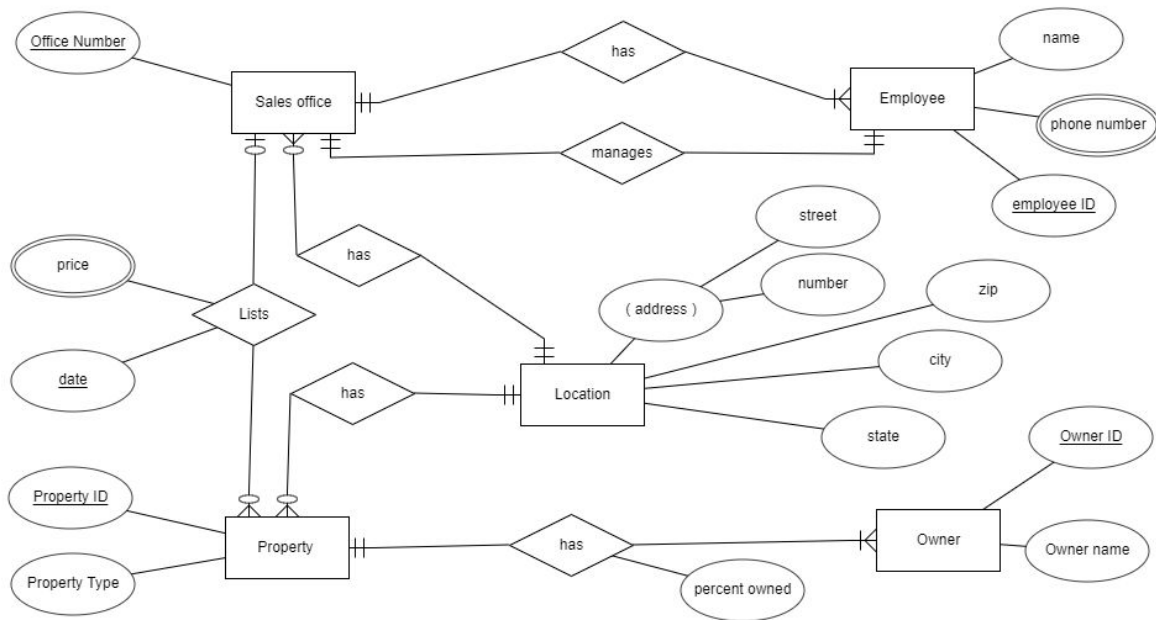 Office Number
has
name
Sales office
Employee
phone number
manages
employee ID
street
has
price
number
zip
( address )
Lists
city
date
has
Location
state
Owner ID
Property ID
Property
has
Owner
Owner name
Property Type
percent owned